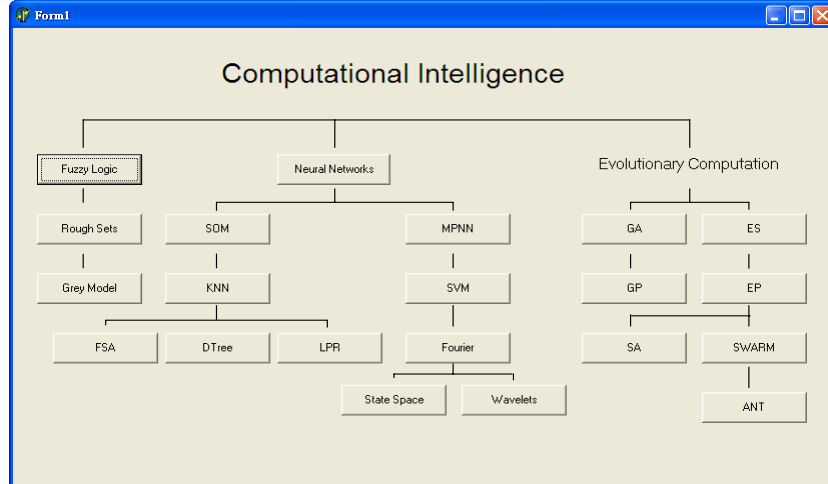 Form1
Computational Intelligence
Fuzzy Logic
Neural Networks
Evolutionary Computation
Rough Sets
SOM
MPNN
GA
ES
Grey Model
KNN
SVM
GP
EP
FSA
DTree
LPR
Fourier
SA
SWARM
State Space
Wavelets
ANT